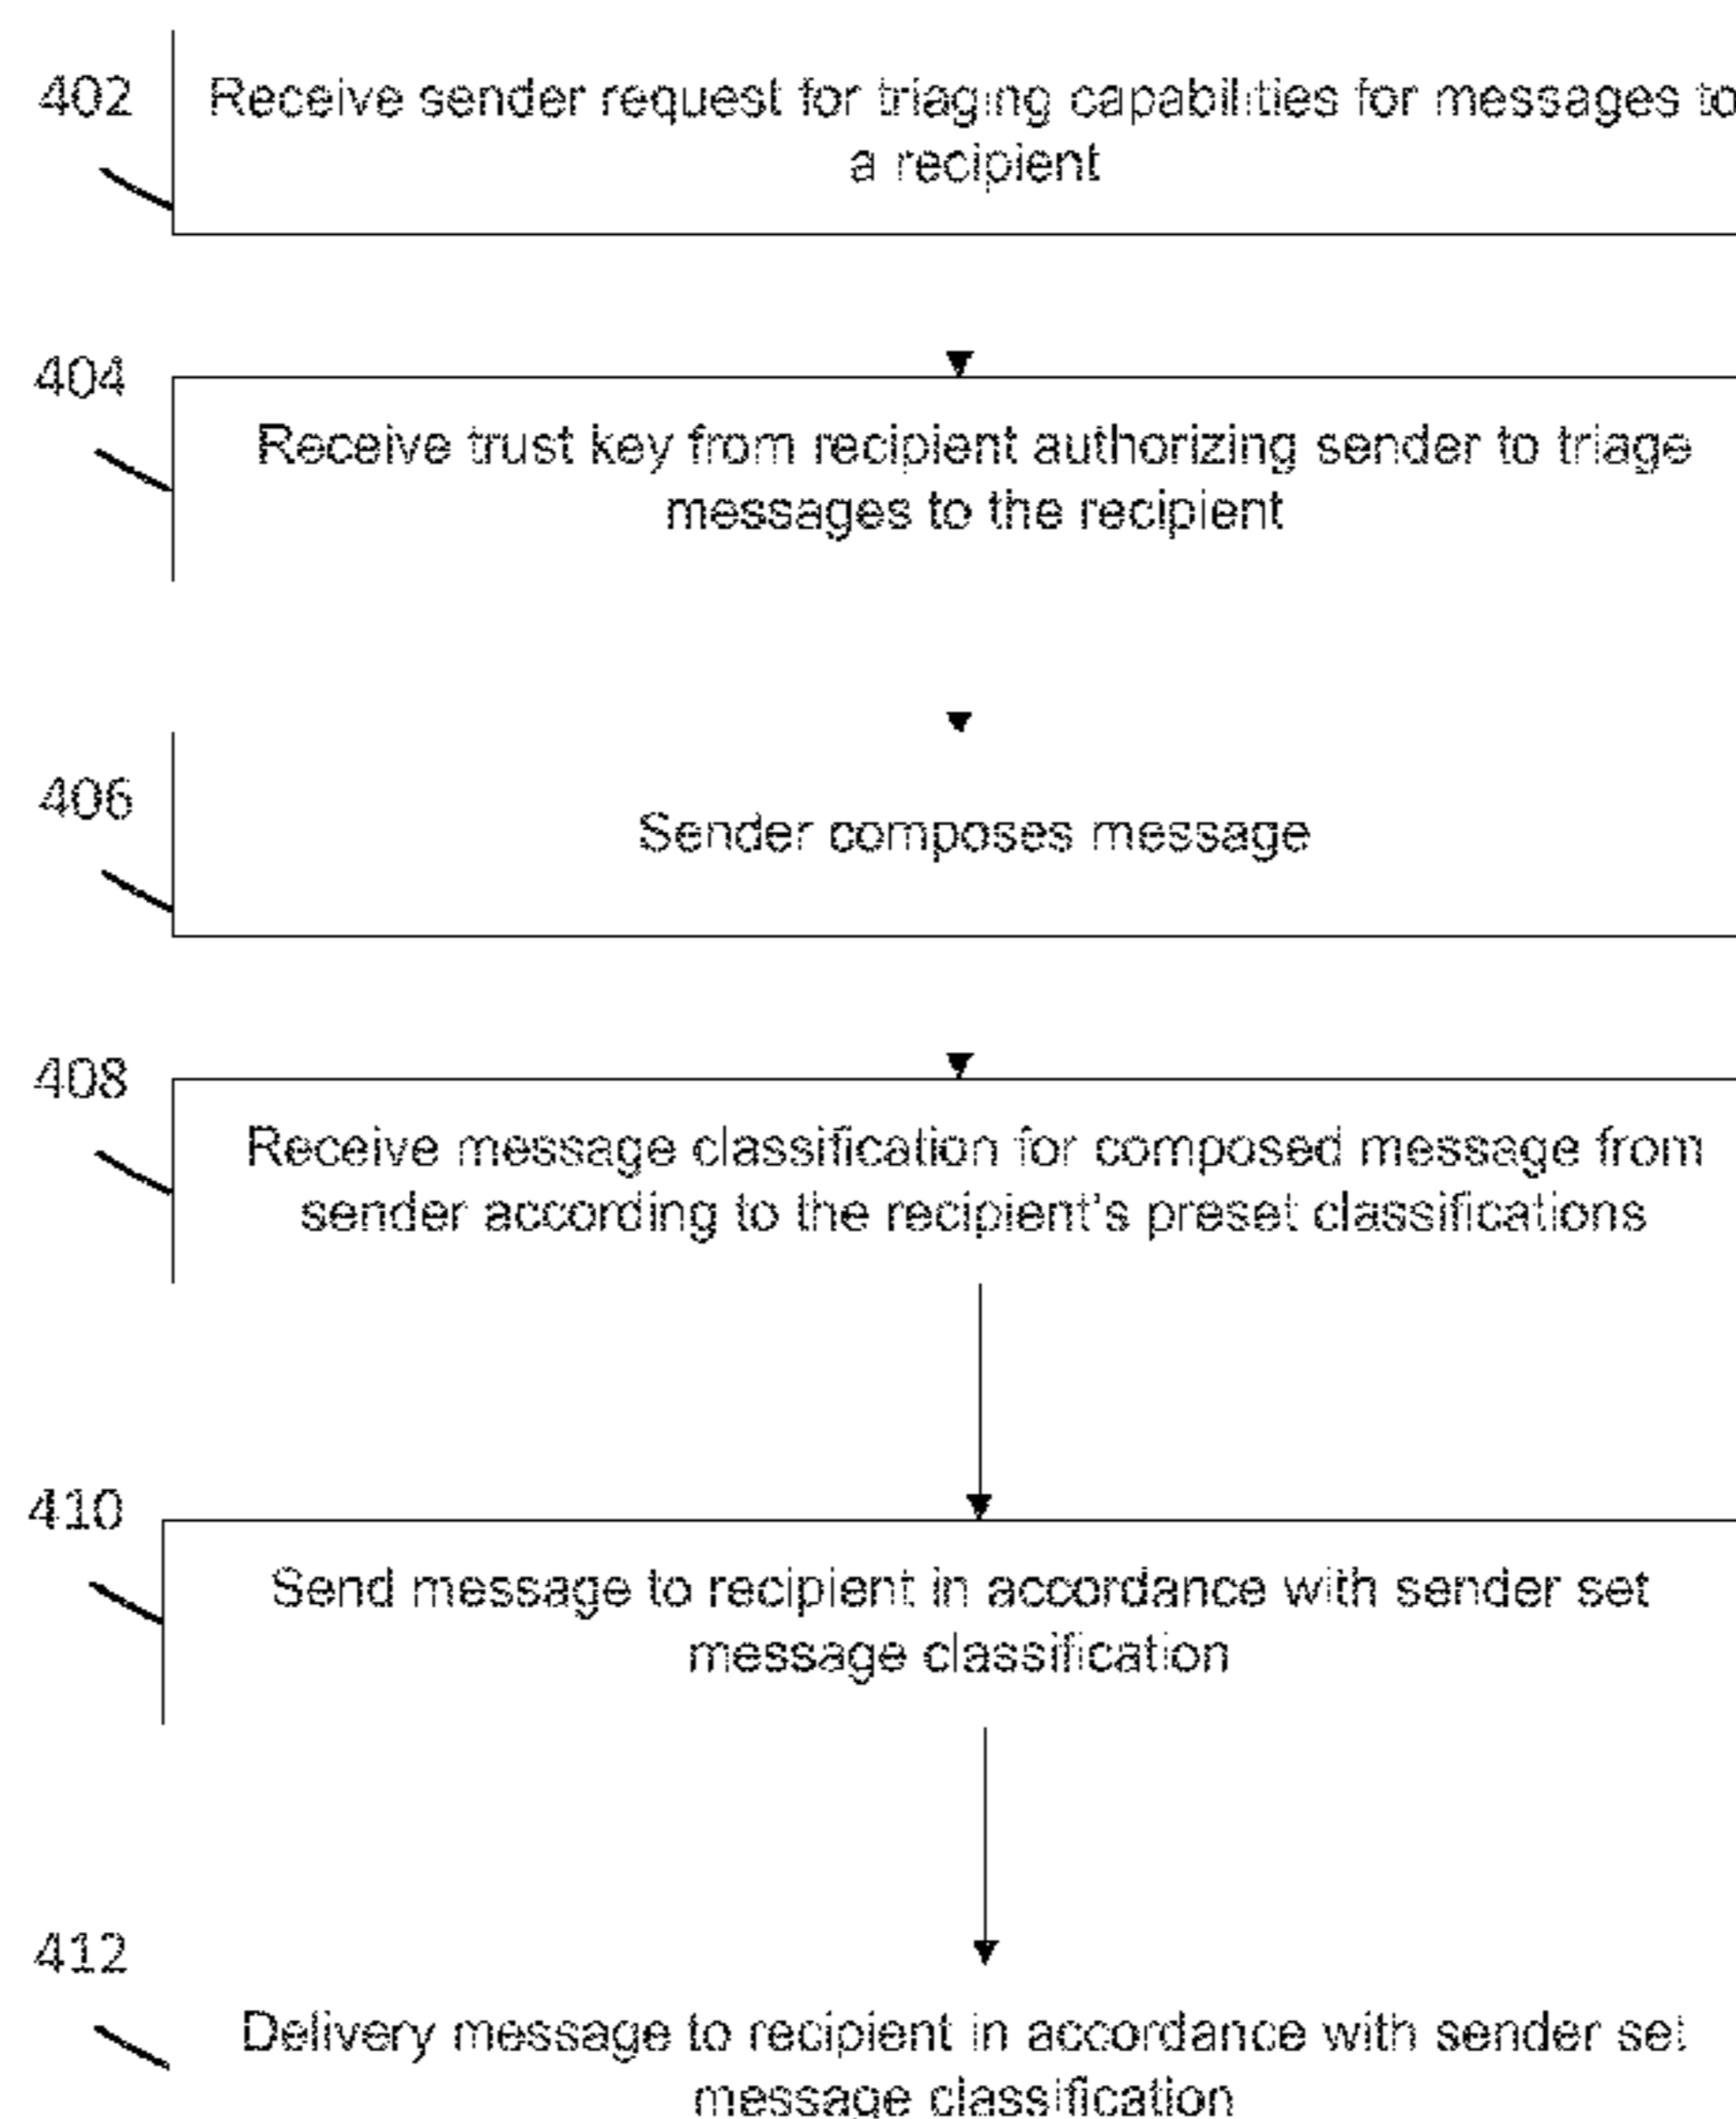 402
Receive sender request for triaging capabilities for messages to
a recipient
404
Receive trust key from recipient authorizing sender to triage
messages to the recipient
406
Sender composes message
408
Receive message classification for composed message from
sender according to the recipient's preset classifications
410
Send message to recipient in accordance with sender set
message classification
412
Delivery message to recipient in accordance with sender set
message classification